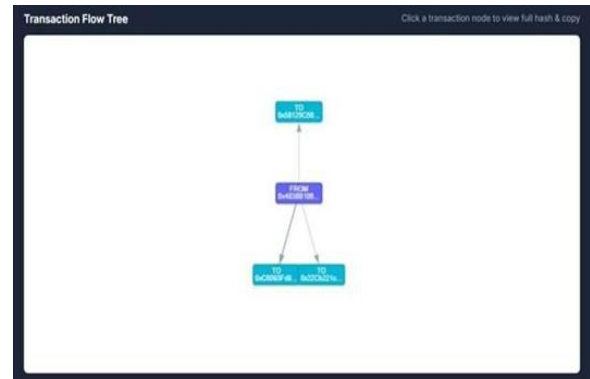 Transaction Flow Tree
Click a transaction node to view full hash & copy
TO
FROM
TO
TO